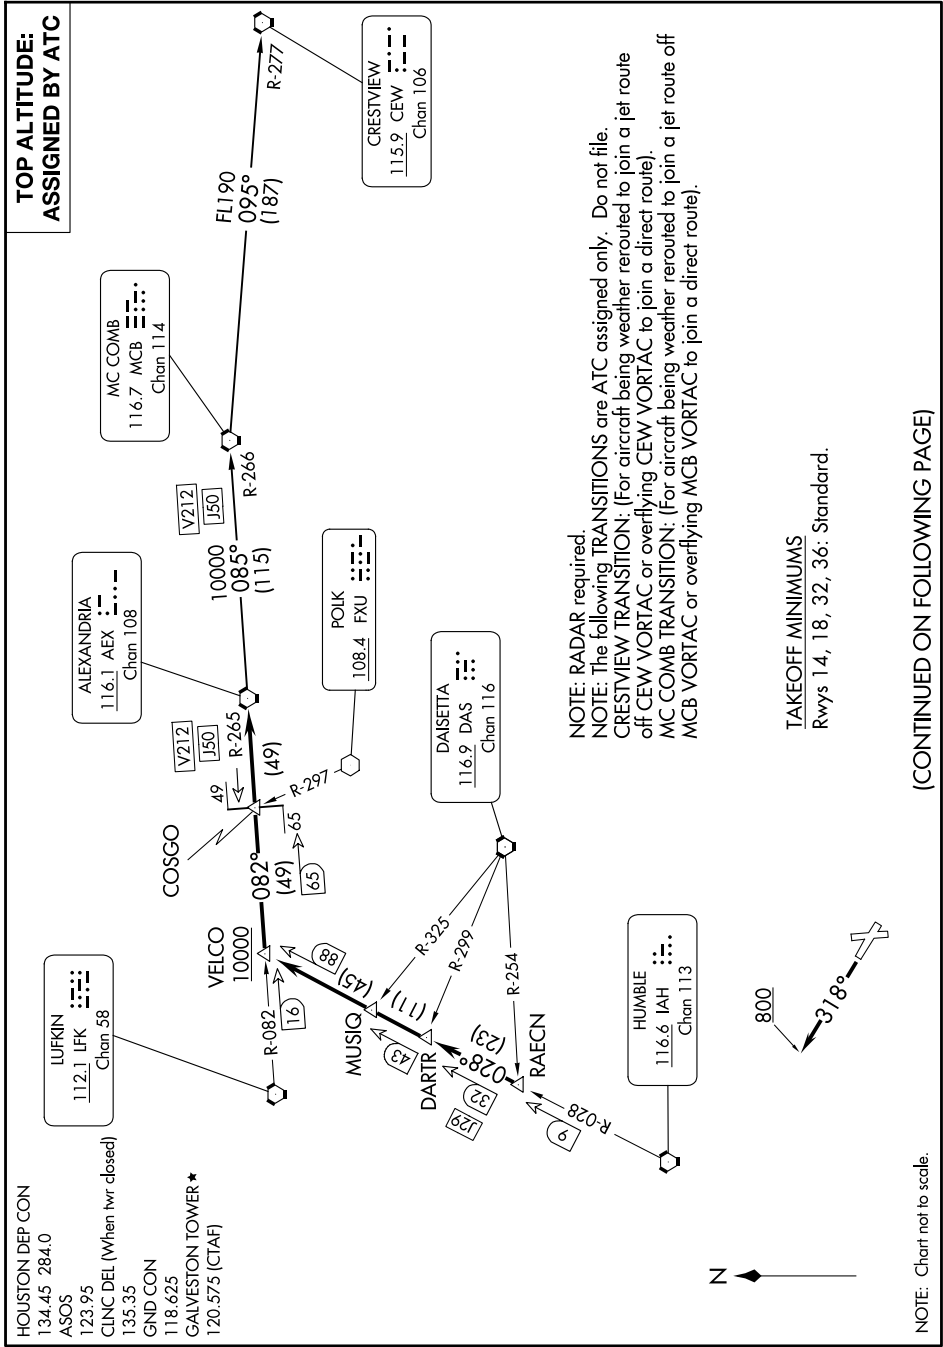 TOP ALTITUDE:
ASSIGNED BY ATC
HOUSTON DEP CON
134.45 284.0
ASOS
123.95
CLNC DEL (When twr closed)
135.35
GND CON
118.625
GALVESTON TOWER ★
120.575 (CTAF)
LUFKIN
112.1 LFK
Chan 58
ALEXANDRIA
116.1 AEX
Chan 108
MC COMB
116.7 MCB
Chan 114
CRESTVIEW
115.9 CEW
Chan 106
R-277
FL190
095°
(187)
V212
J50
R-266
10000
085°
(115)
V212
J50
R-265
(49)
49
COSGO
65
65
082°
(49)
R-297
POLK
108.4 FXU
VELCO
10000
R-082
16
88
(45)
MUSIQ
(11)
43
DARTR
(23)
028°
32
J29
RAECN
9
R-028
R-325
R-299
R-254
DAISETTA
116.9 DAS
Chan 116
HUMBLE
116.6 IAH
Chan 113
NOTE: RADAR required.
NOTE: The following TRANSITIONS are ATC assigned only. Do not file.
CRESTVIEW TRANSITION: (For aircraft being weather rerouted to join a jet route
off CEW VORTAC or overflying CEW VORTAC to join a direct route).
MC COMB TRANSITION: (For aircraft being weather rerouted to join a jet route off
MCB VORTAC or overflying MCB VORTAC to join a direct route).
800
318°
TAKEOFF MINIMUMS
Rwys 14, 18, 32, 36: Standard.
N
NOTE: Chart not to scale.
(CONTINUED ON FOLLOWING PAGE)